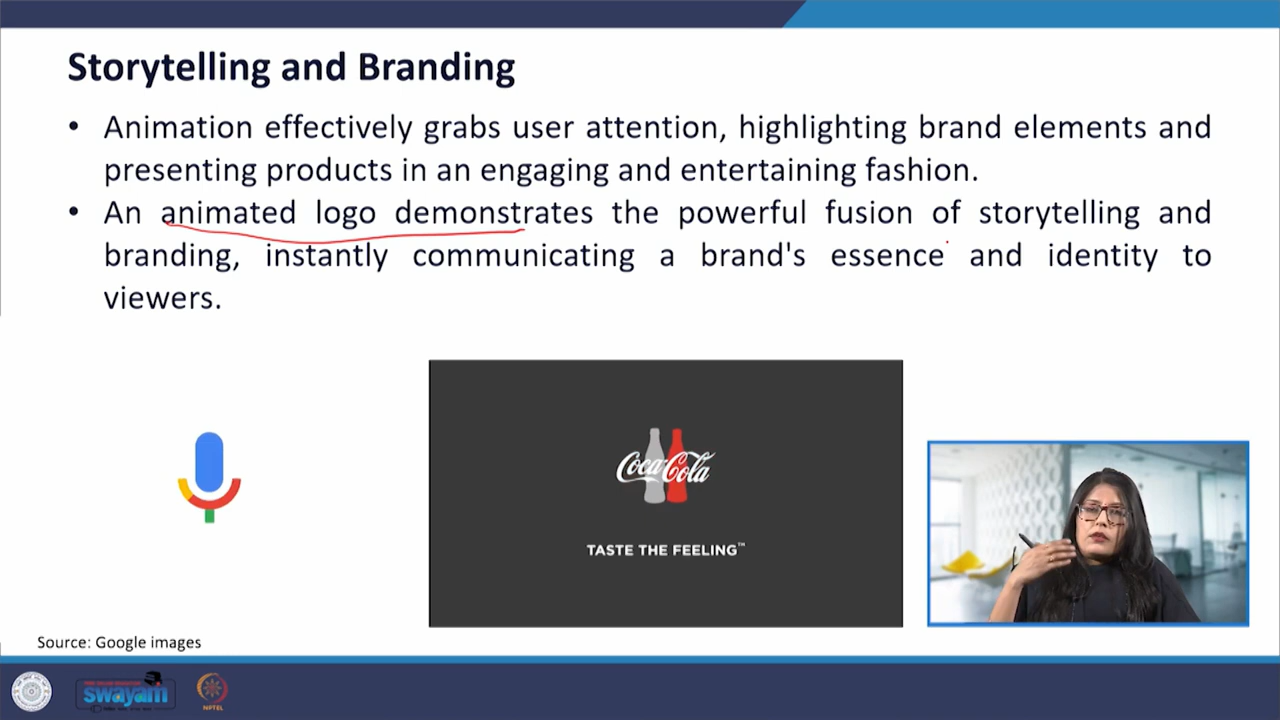 Storytelling and Branding
• Animation effectively grabs user attention, highlighting brand elements and
presenting products in an engaging and entertaining fashion.
• An animated logo demonstrates the powerful fusion of storytelling and
branding, instantly communicating a brand's essence and identity to
viewers.
Coca-Cola
TASTE THE FEELING™
Source: Google images
swayam
NPTEL